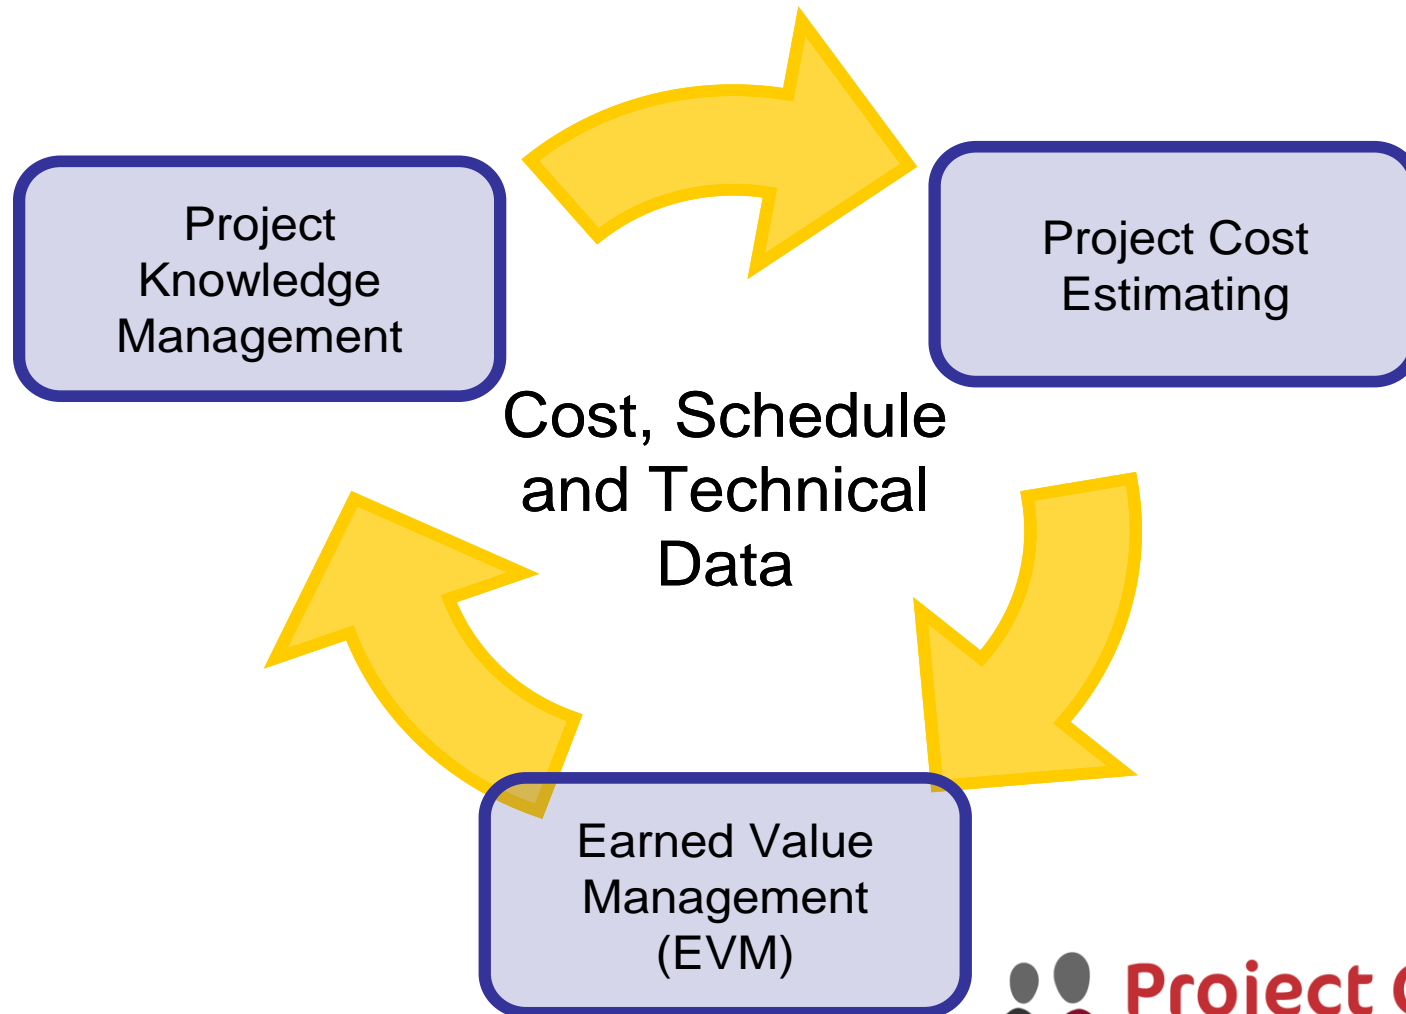 Project
Knowledge
Management
Project Cost
Estimating
Cost, Schedule
and Technical
Data
Earned Value
Management
(EVM)
Project